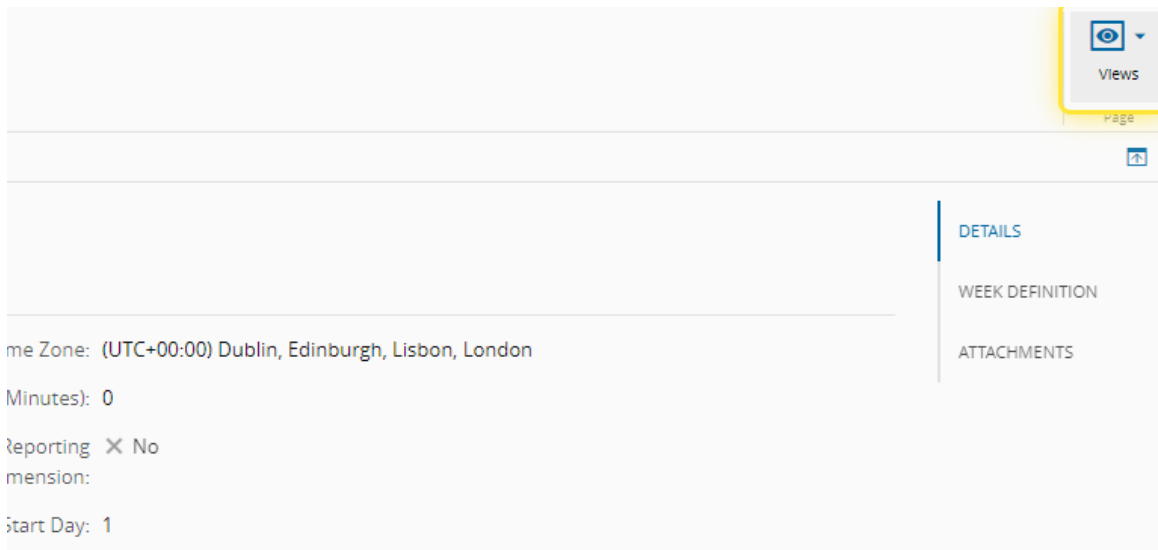 Views
Page
DETAILS
WEEK DEFINITION
me Zone: (UTC+00:00) Dublin, Edinburgh, Lisbon, London
ATTACHMENTS
Minutes): 0
Reporting ✕ No
mension:
Start Day: 1